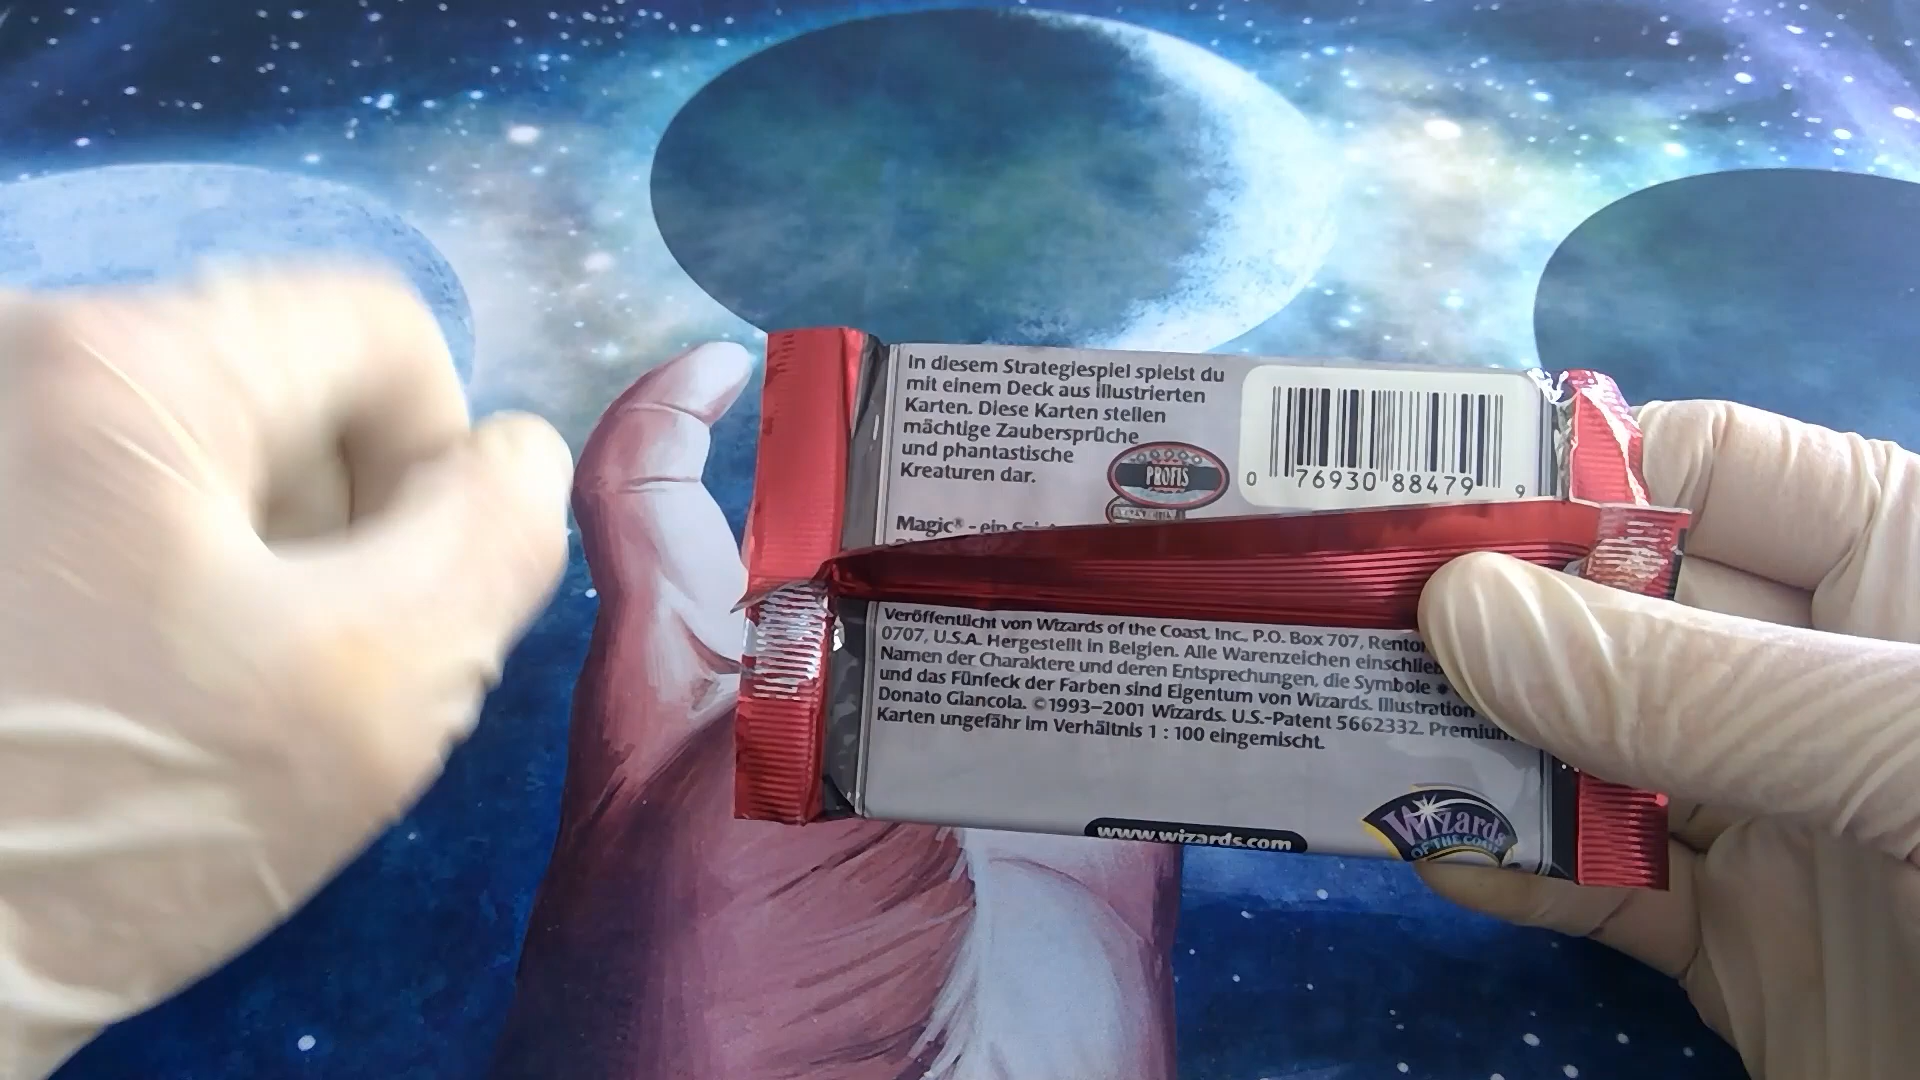 In diesem Strategiespiel spielst du
mit einem Deck aus illustrierten
Karten. Diese Karten stellen
mächtige Zaubersprüche
und phantastische
Kreaturen dar.
PROFIS
0 76930 88479 9
Magic® - ein
Veröffentlicht von Wizards of the Coast, Inc., P.O. Box 707,
0707, U.S.A. Hergestellt in Belgien. Alle Warenzeichen
Namen der Charaktere und deren Entsprechungen, die Symbole
und das Fünfeck der Farben sind Eigentum von Wizards. Illustration
Donato Giancola. ©1993–2001 Wizards. U.S.-Patent 5662332. Premium
Karten ungefähr im Verhältnis 1 : 100 eingemischt.
www.wizards.com
Wizards
OF THE COAST